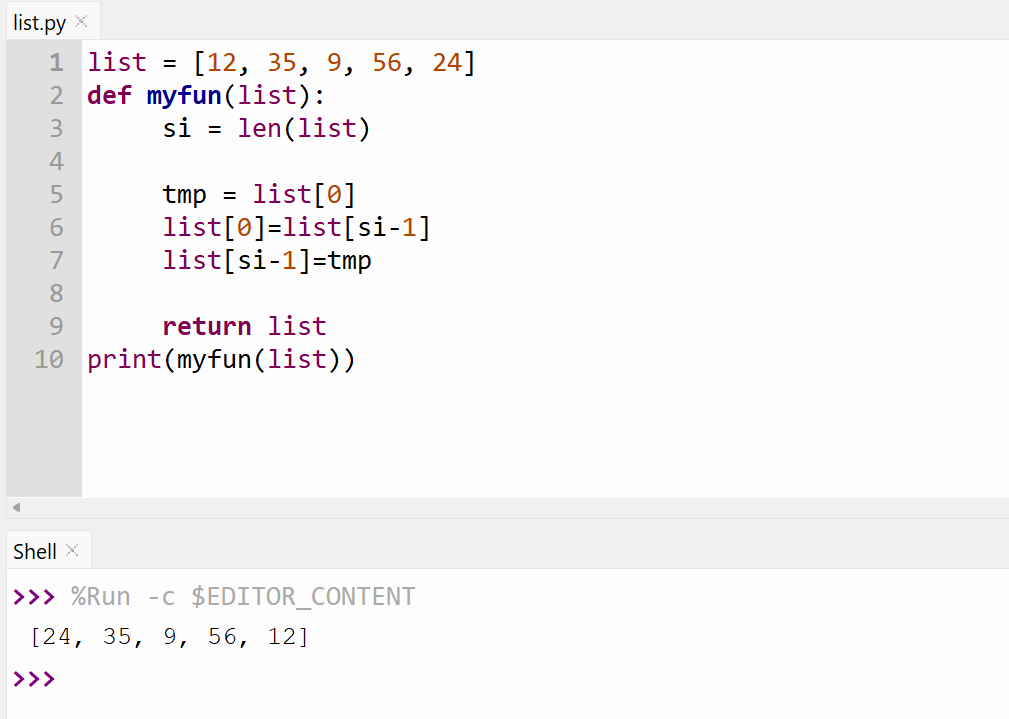 list.py
1 list = [12, 35, 9, 56, 24]
2 def myfun(list):
3      si = len(list)
4
5      tmp = list[0]
6      list[0]=list[si-1]
7      list[si-1]=tmp
8
9      return list
10 print(myfun(list))
Shell
>>> %Run -c $EDITOR_CONTENT
[24, 35, 9, 56, 12]
>>>